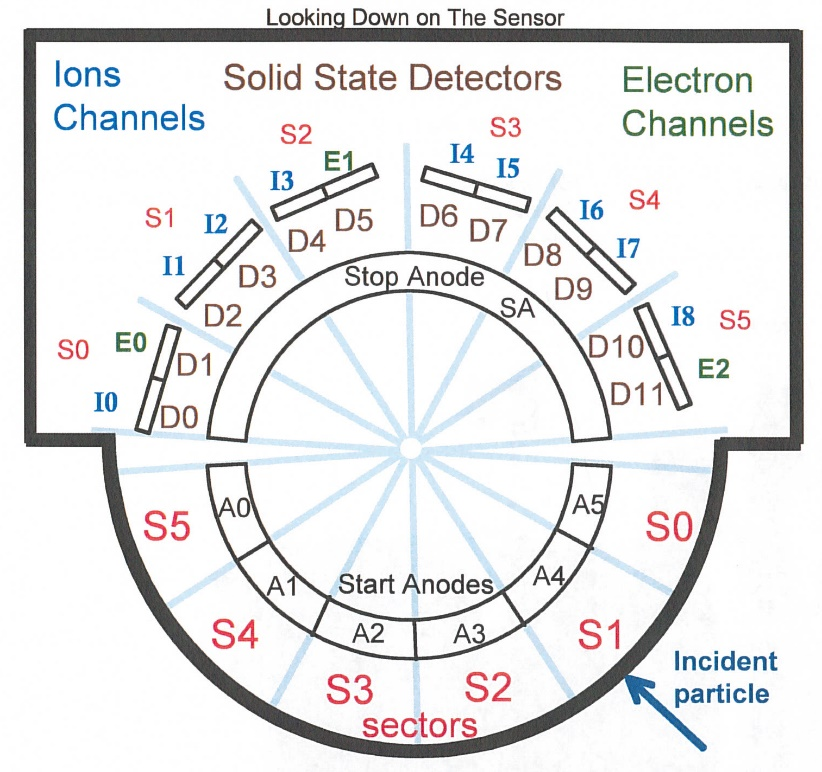 Looking Down on The Sensor
Ions
Channels
Solid State Detectors
Electron
Channels
S2
S3
I3
E1
I4
I5
S1
I2
I1
D4
D5
D6
D7
I6
S4
I7
D3
D2
D8
D9
Stop Anode
SA
S0
E0
I0
D1
D0
D10
D11
I8
S5
E2
A0
A5
S5
S0
A1
Start Anodes
A4
A2
A3
S4
S1
S3
S2
sectors
Incident
particle